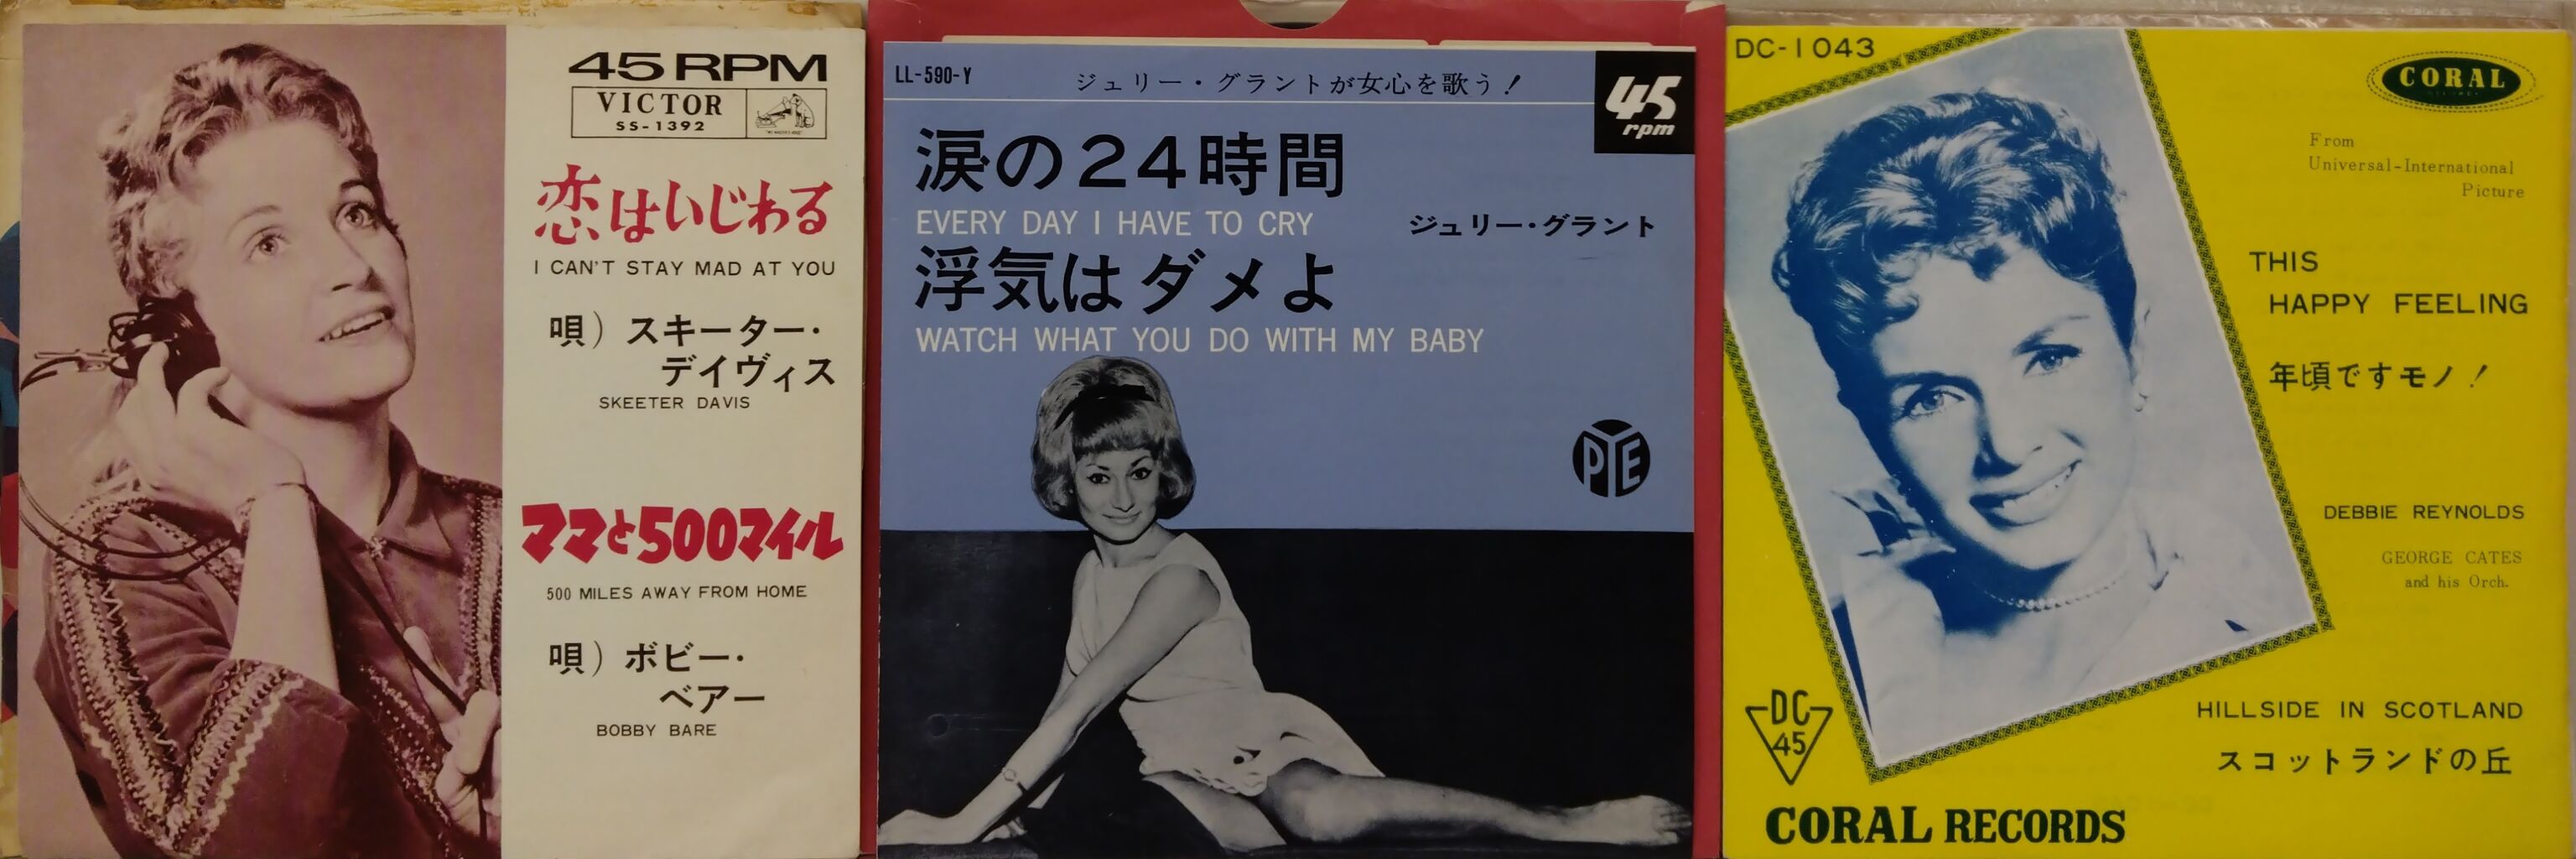 45 RPM
VICTOR
SS-1392
恋はいじわる
I CAN'T STAY MAD AT YOU
唄）スキーター・
デイヴィス
SKEETER DAVIS
ママと500マイル
500 MILES AWAY FROM HOME
唄）ボビー・
ベアー
BOBBY BARE
LL-590-Y
ジュリー・グラントが女心を歌う！
45
rpm
涙の24時間
EVERY DAY I HAVE TO CRY
ジュリー・グラント
浮気はダメよ
WATCH WHAT YOU DO WITH MY BABY
PYE
DC-1043
CORAL
From
Universal-International
Picture
THIS
HAPPY FEELING
年頃ですモノ！
DEBBIE REYNOLDS
GEORGE CATES
and his Orch.
HILLSIDE IN SCOTLAND
スコットランドの丘
DC
45
CORAL RECORDS